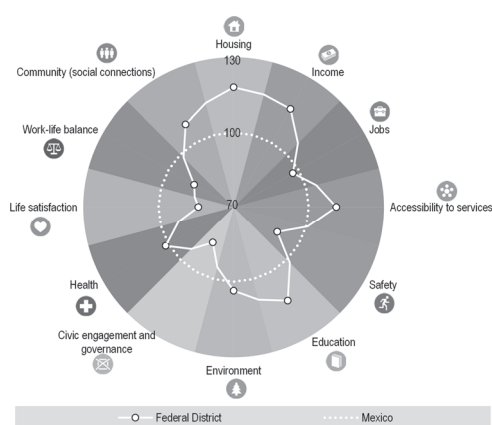 Housing
130
Community (social connections)
Income
Work-life balance
Jobs
100
Life satisfaction
70
Accessibility to services
Health
Safety
Civic engagement and
governance
Education
Environment
Federal District
Mexico